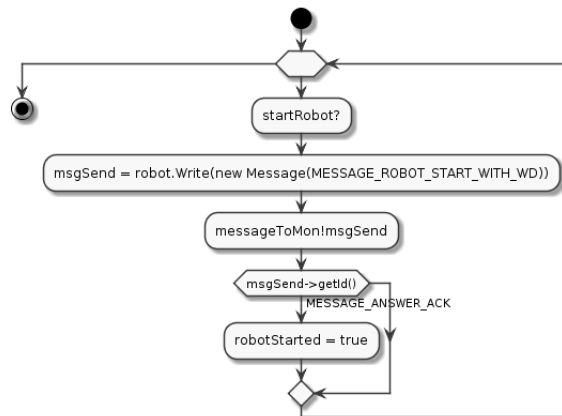 startRobot?
msgSend = robot.Write(new Message(MESSAGE_ROBOT_START_WITH_WD))
messageToMon!msgSend
msgSend->getId()
MESSAGE_ANSWER_ACK
robotStarted = true